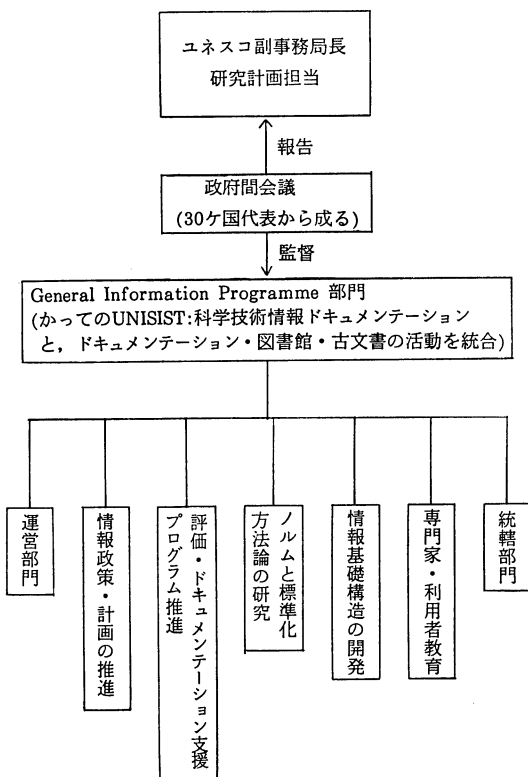 ユネスコ副事務局長
研究計画担当
報告
政府間会議
(30ケ国代表から成る)
監督
General Information Programme 部門
(かってのUNISIST:科学技術情報ドキュメンテーション
と，ドキュメンテーション・図書館・古文書の活動を統合)
運営部門
情報政策・計画の推進
評価・ドキュメンテーション支援
プログラム推進
ノルムと標準化
方法論の研究
情報基礎構造の開発
専門家・利用者教育
統轄部門